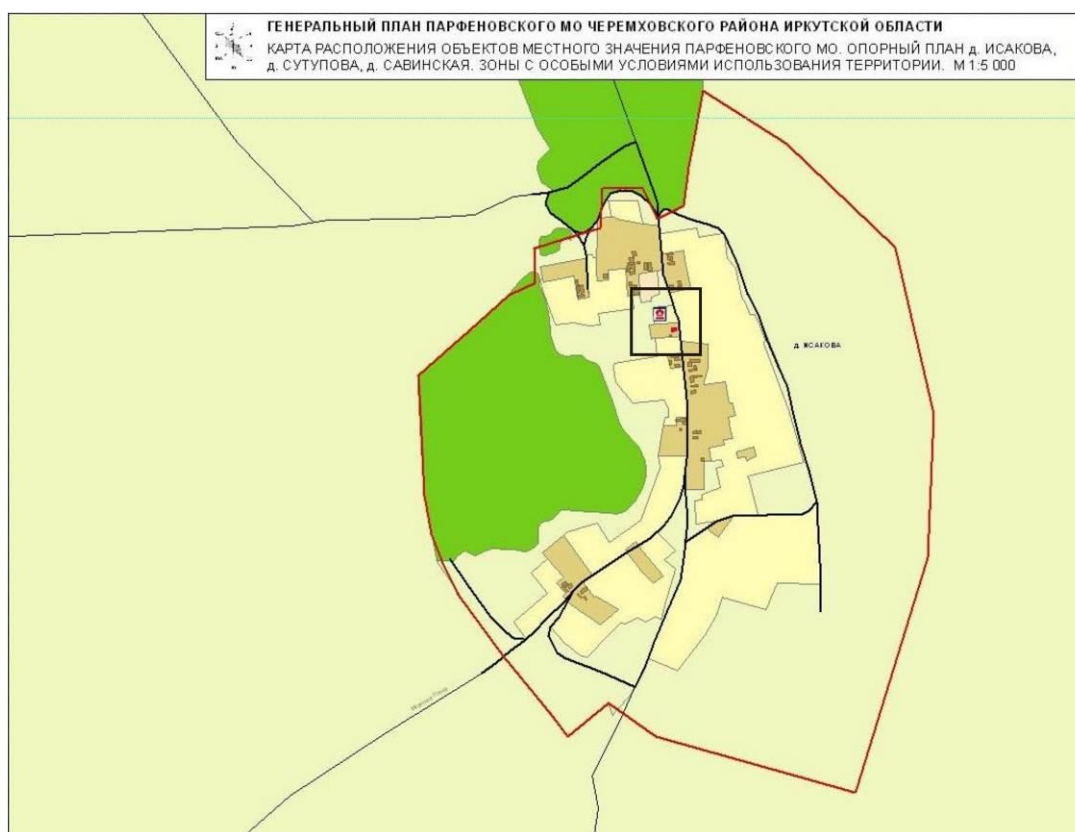 ГЕНЕРАЛЬНЫЙ ПЛАН ПАРФЕНОВСКОГО МО ЧЕРЕМХОВСКОГО РАЙОНА ИРКУТСКОЙ ОБЛАСТИ
КАРТА РАСПОЛОЖЕНИЯ ОБЪЕКТОВ МЕСТНОГО ЗНАЧЕНИЯ ПАРФЕНОВСКОГО МО. ОПОРНЫЙ ПЛАН д. ИСАКОВА,
д. СУТУПОВА, д. САВИНСКАЯ. ЗОНЫ С ОСОБЫМИ УСЛОВИЯМИ ИСПОЛЬЗОВАНИЯ ТЕРРИТОРИИ. М 1:5 000
д. ИСАКОВА